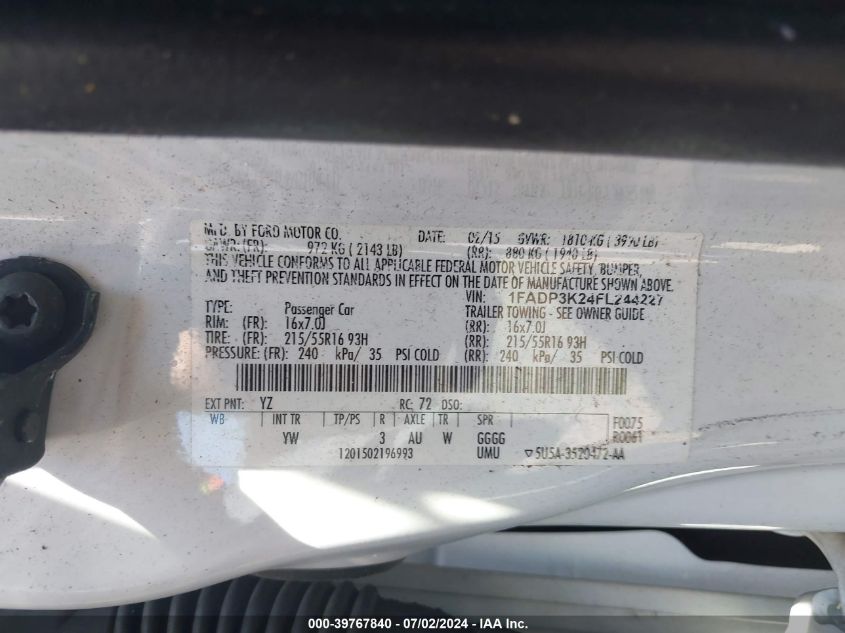 MFD. BY FORD MOTOR CO. DATE: 02/15 GVWR: 1810 KG ( 3990 LB)
GAWR: (FR): 972 KG ( 2143 LB) (RR): 880 KG ( 1940 LB)
THIS VEHICLE CONFORMS TO ALL APPLICABLE FEDERAL MOTOR VEHICLE SAFETY, BUMPER,
AND THEFT PREVENTION STANDARDS IN EFFECT ON THE DATE OF MANUFACTURE SHOWN ABOVE.
VIN: 1FADP3K24FL244227
TYPE: Passenger Car TRAILER TOWING - SEE OWNER GUIDE
RIM: (FR): 16x7.0J (RR): 16x7.0J
TIRE: (FR): 215/55R16 93H (RR): 215/55R16 93H
PRESSURE: (FR): 240 kPa/ 35 PSI COLD (RR): 240 kPa/ 35 PSI COLD
EXT PNT: YZ RC: 72 DSO:
WB INT TR TP/PS R AXLE TR SPR F0075
YW 3 AU W GGGG R0061
1201502196993 UMU ▽5U5A-3520472-AA
000-39767840 - 07/02/2024 - IAAI Inc.